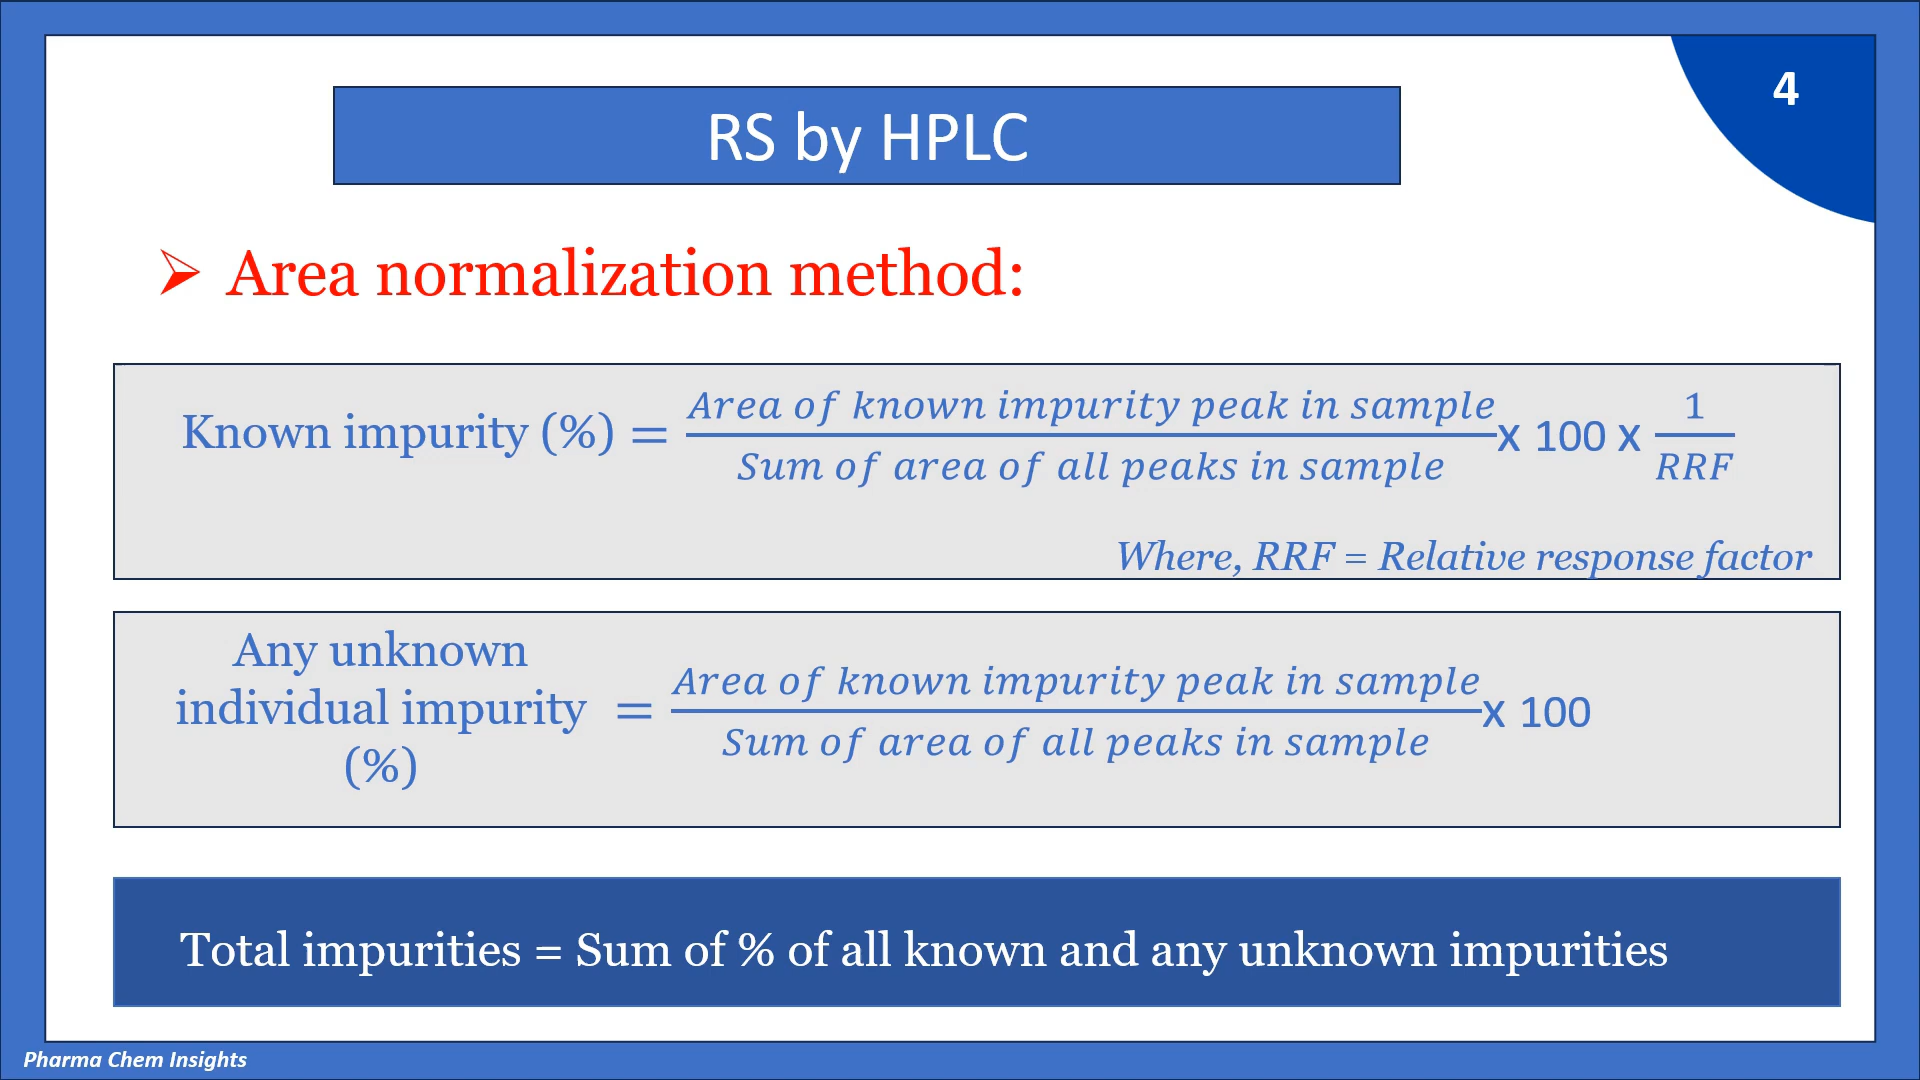 4
RS by HPLC
➢ Area normalization method:
Known impurity (%) = Area of known impurity peak in sample / Sum of area of all peaks in sample x 100 x 1 / RRF
Where, RRF = Relative response factor
Any unknown
individual impurity
(%)
= Area of known impurity peak in sample / Sum of area of all peaks in sample x 100
Total impurities = Sum of % of all known and any unknown impurities
Pharma Chem Insights